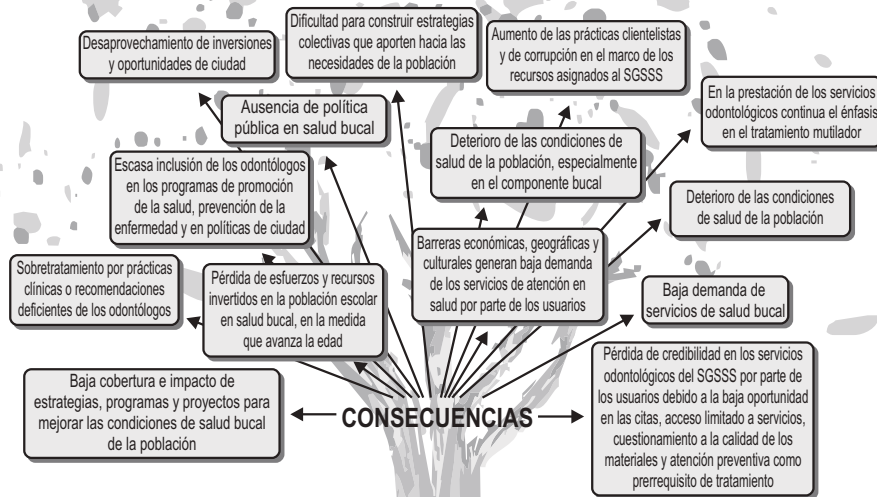 Desaprovechamiento de inversiones
y oportunidades de ciudad
Dificultad para construir estrategias
colectivas que aporten hacia las
necesidades de la población
Aumento de las prácticas clientelistas
y de corrupción en el marco de los
recursos asignados al SGSSS
En la prestación de los servicios
odontológicos continua el énfasis
en el tratamiento mutilador
Ausencia de política
pública en salud bucal
Deterioro de las condiciones de
salud de la población, especialmente
en el componente bucal
Escasa inclusión de los odontólogos
en los programas de promoción
de la salud, prevención de la
enfermedad y en políticas de ciudad
Deterioro de las condiciones
de salud de la población
Barreras económicas, geográficas y
culturales generan baja demanda
de los servicios de atención en
salud por parte de los usuarios
Sobretratamiento por prácticas
clínicas o recomendaciones
deficientes de los odontólogos
Pérdida de esfuerzos y recursos
invertidos en la población escolar
en salud bucal, en la medida
que avanza la edad
Baja demanda de
servicios de salud bucal
Baja cobertura e impacto de
estrategias, programas y proyectos para
mejorar las condiciones de salud bucal
de la población
CONSECUENCIAS
Pérdida de credibilidad en los servicios
odontológicos del SGSSS por parte de
los usuarios debido a la baja oportunidad
en las citas, acceso limitado a servicios,
cuestionamiento a la calidad de los
materiales y atención preventiva como
prerrequisito de tratamiento